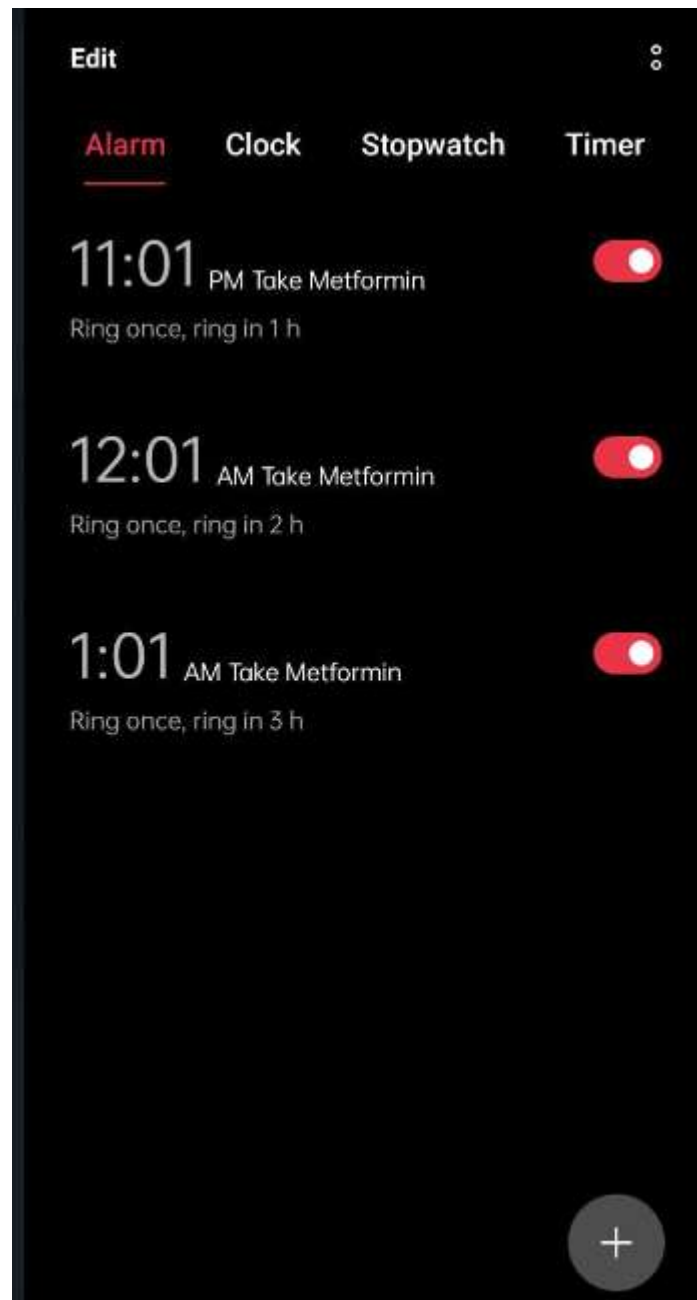 Edit
Alarm Clock Stopwatch Timer
11:01 PM Take Metformin
Ring once, ring in 1 h
12:01 AM Take Metformin
Ring once, ring in 2 h
1:01 AM Take Metformin
Ring once, ring in 3 h